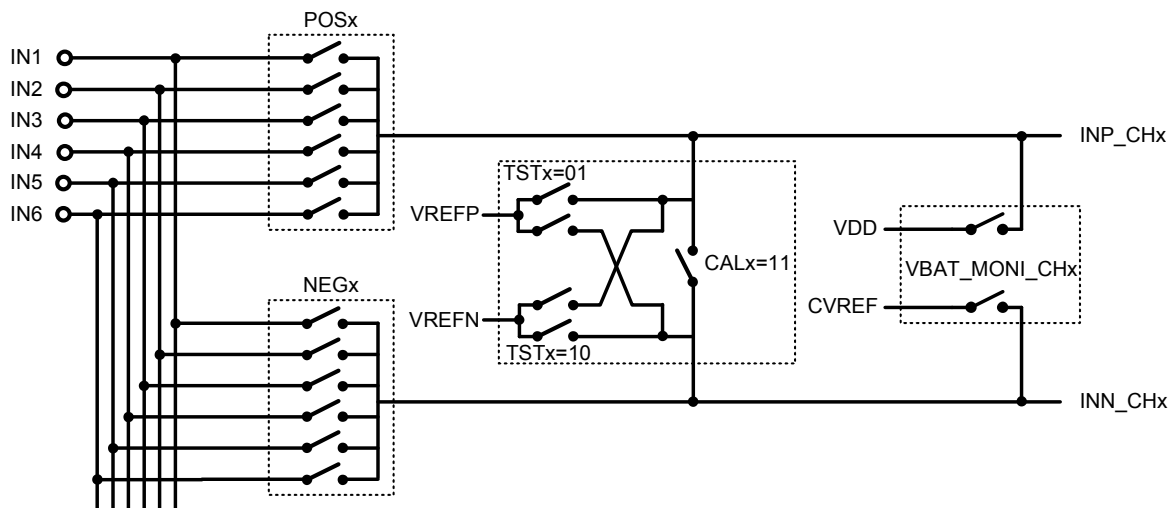 POSx
IN1
IN2
IN3
IN4
IN5
IN6
INP_CHx
TSTx=01
VREFP
VDD
CALx=11
VBAT_MONI_CHx
NEGx
VREFN
CVREF
TSTx=10
INN_CHx